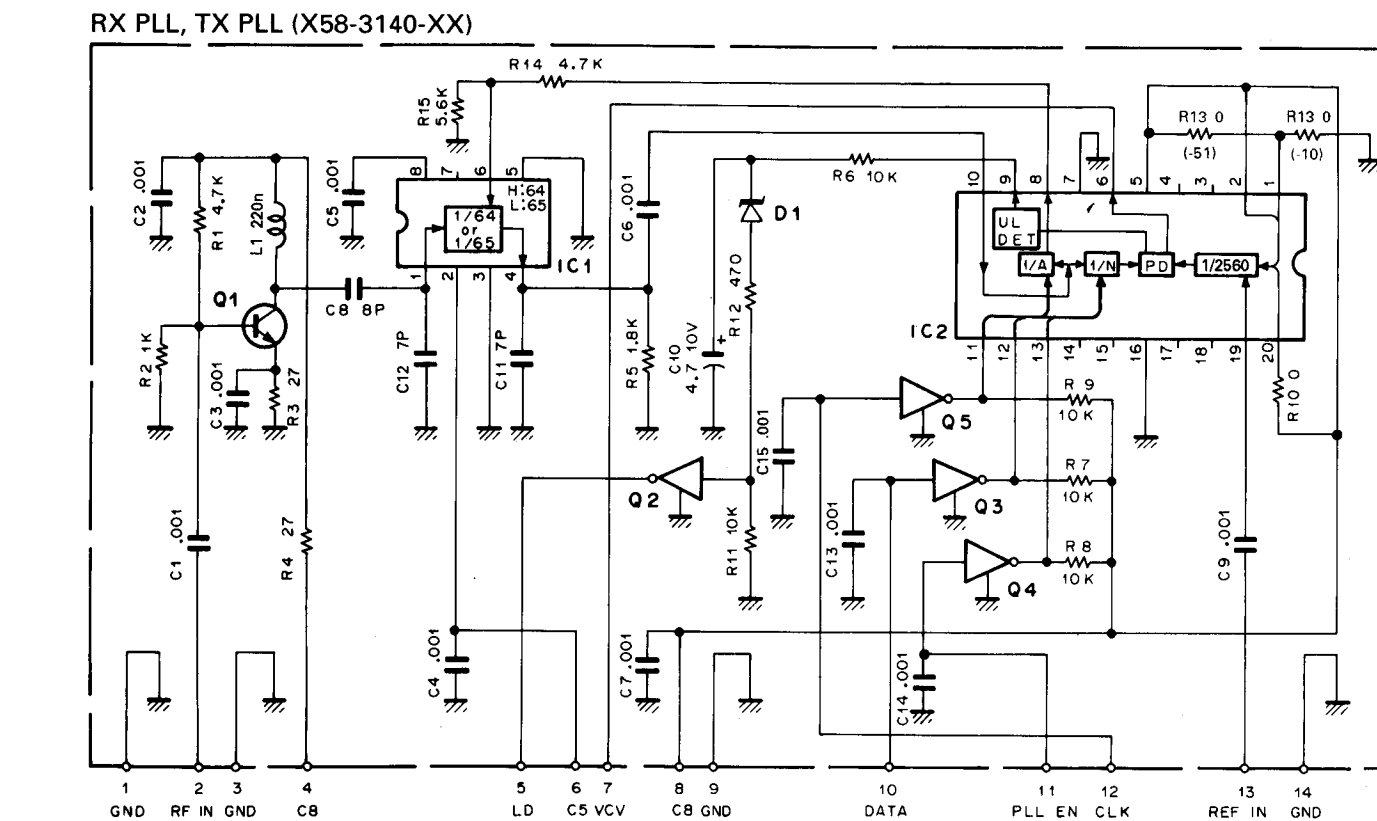 RX PLL, TX PLL (X58-3140-XX)
R14 4.7K
R15 5.6K
C2 .001
R1 4.7K
L1 220n
C5 .001
8 7 6 5
H:64
L:65
1/64
or
1/65
IC1
1 2 3 4
C6 .001
R6 10K
D1
R12 470
10 9 8 7 6 5 4 3 2 1
R13 0
(-51)
R13 0
(-10)
UL
DET
1/A
1/N
PD
1/2560
IC2
11 12 13 14 15 16 17 18 19 20
Q1
C8 8P
R2 1K
C3 .001
R3 27
C12 7P
C11 7P
R5 1.8K
C10
4.7 10V
+
R10 0
Q5
R9
10K
C15 .001
Q2
Q3
R7
10K
C1 .001
R4 27
R11 10K
C13 .001
Q4
R8
10K
C9 .001
C4 .001
C7 .001
C14 .001
1 2 3 4 5 6 7 8 9 10 11 12 13 14
GND RF IN GND C8 LD C5 VCV C8 GND DATA PLL EN CLK REF IN GND